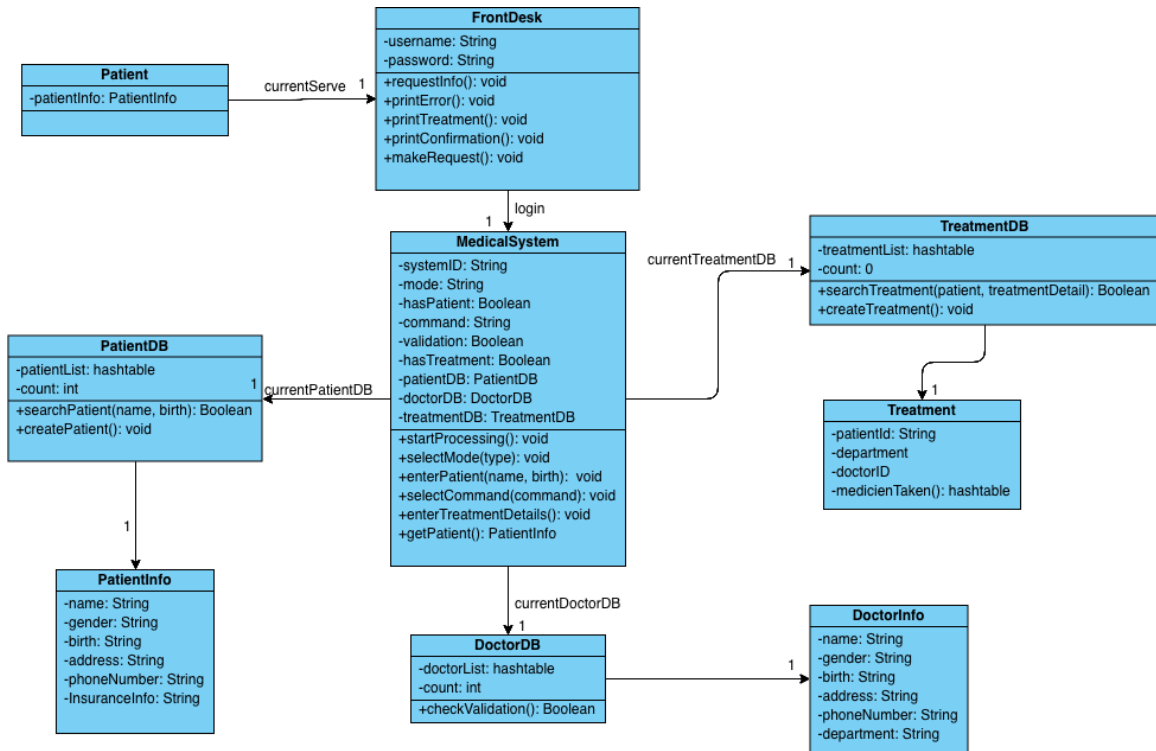 FrontDesk
-username: String
-password: String
+requestInfo(): void
+printError(): void
+printTreatment(): void
+printConfirmation(): void
+makeRequest(): void
Patient
-patientInfo: PatientInfo
currentServe
1
login
1
MedicalSystem
-systemID: String
-mode: String
-hasPatient: Boolean
-command: String
-validation: Boolean
-hasTreatment: Boolean
-patientDB: PatientDB
-doctorDB: DoctorDB
-treatmentDB: TreatmentDB
+startProcessing(): void
+selectMode(type): void
+enterPatient(name, birth): void
+selectCommand(command): void
+enterTreatmentDetails(): void
+getPatient(): PatientInfo
currentTreatmentDB
1
TreatmentDB
-treatmentList: hashtable
-count: 0
+searchTreatment(patient, treatmentDetail): Boolean
+createTreatment(): void
1
Treatment
-patientId: String
-department
-doctorID
-medicienTaken(): hashtable
PatientDB
-patientList: hashtable
-count: int
+searchPatient(name, birth): Boolean
+createPatient(): void
1
currentPatientDB
1
PatientInfo
-name: String
-gender: String
-birth: String
-address: String
-phoneNumber: String
-InsuranceInfo: String
currentDoctorDB
1
DoctorDB
-doctorList: hashtable
-count: int
+checkValidation(): Boolean
1
DoctorInfo
-name: String
-gender: String
-birth: String
-address: String
-phoneNumber: String
-department: String